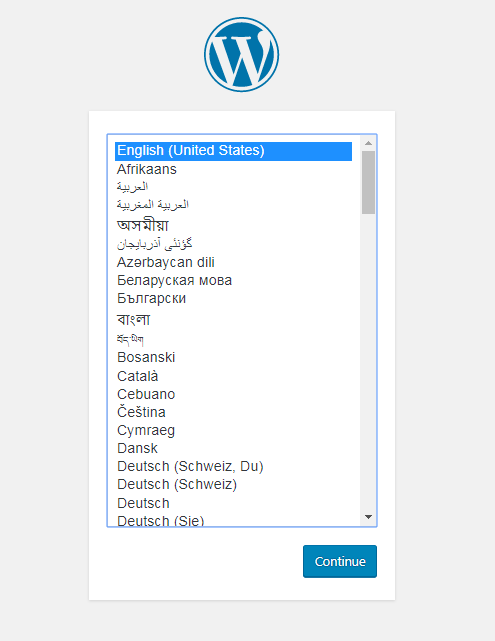 English (United States)
Afrikaans
العربية
العربية المغربية
অসমীয়া
گؤنئی آذربایجان
Azərbaycan dili
Беларуская мова
Български
বাংলা
བོད་ཡིག
Bosanski
Català
Cebuano
Čeština
Cymraeg
Dansk
Deutsch (Schweiz, Du)
Deutsch (Schweiz)
Deutsch
Deutsch (Sie)
Continue